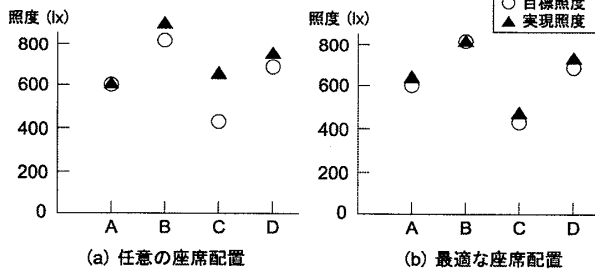 ○ 目標照度
▲ 実現照度
照度 (lx)
800
600
400
200
0
A B C D
(a) 任意の座席配置
照度 (lx)
800
600
400
200
0
A B C D
(b) 最適な座席配置